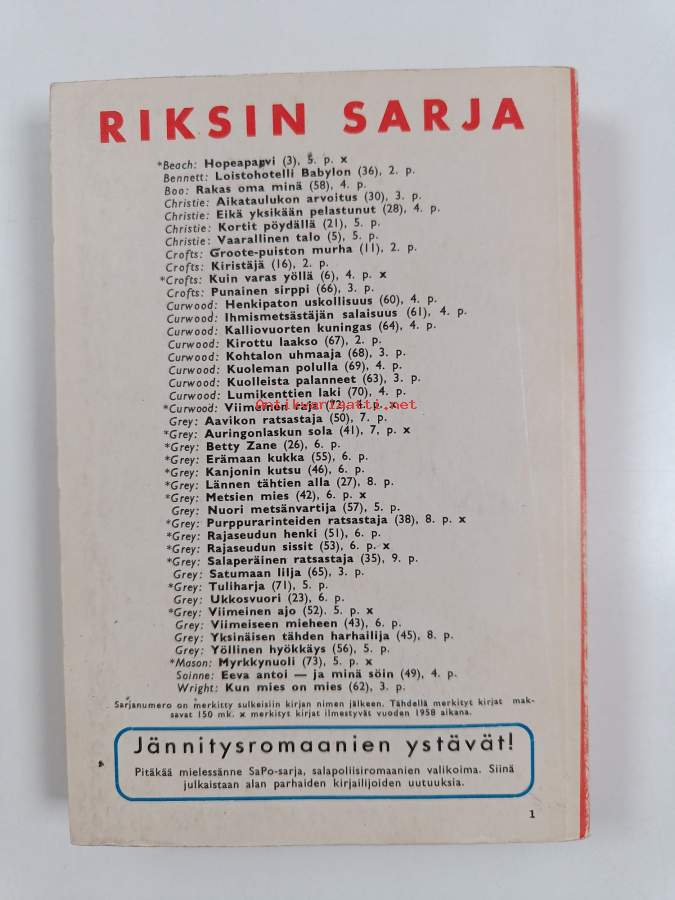 RIKSIN SARJA
*Beach: Hopeapaavi (3), 5. p. x
Bennett: Loistohotelli Babylon (36), 2. p.
Boo: Rakas oma minä (58), 4. p.
Christie: Aikataulukon arvoitus (30), 3. p.
Christie: Eikä yksikään pelastunut (28), 4. p.
Christie: Kortit pöydällä (21), 5. p.
Christie: Vaarallinen talo (5), 5. p.
Crofts: Groote-puiston murha (11), 2. p.
Crofts: Kiristäjä (16), 2. p.
*Crofts: Kuin varas yöllä (6), 4. p. x
Crofts: Punainen sirppi (66), 3. p.
Curwood: Henkipaton uskollisuus (60), 4. p.
Curwood: Ihmismetsästäjän salaisuus (61), 4. p.
Curwood: Kalliovuorten kuningas (64), 4. p.
Curwood: Kirottu laakso (67), 2. p.
Curwood: Kohtalon uhmaaja (68), 3. p.
Curwood: Kuoleman polulla (69), 4. p.
Curwood: Kuolleista palanneet (63), 3. p.
Curwood: Lumikenttien laki (70), 4. p.
*Curwood: Viimeinen raja (72), 4. p. x
Antikvariaatti.net
Grey: Aavikon ratsastaja (50), 7. p.
*Grey: Auringonlaskun sola (41), 7, p. x
*Grey: Betty Zane (26), 6. p.
*Grey: Erämaan kukka (55), 6. p.
*Grey: Kanjonin kutsu (46), 6. p.
*Grey: Lännen tähtien alla (27), 8. p.
*Grey: Metsien mies (42), 6. p. x
Grey: Nuori metsänvartija (57), 5. p.
*Grey: Purppurarinteiden ratsastaja (38), 8. p. x
*Grey: Rajaseudun henki (51), 6. p.
*Grey: Rajaseudun sissit (53), 6. p. x
*Grey: Salaperäinen ratsastaja (35), 9. p.
Grey: Satumaan lilja (65), 3. p.
*Grey: Tuliharja (71), 5. p.
Grey: Ukkosvuori (23), 6. p.
*Grey: Viimeinen ajo (52). 5. p. x
Grey: Viimeiseen mieheen (43), 6. p.
Grey: Yksinäisen tähden harhailija (45), 8. p.
Grey: Yöllinen hyökkäys (56), 5. p.
*Mason: Myrkkynuoli (73), 5. p. x
Soinne: Eeva antoi — ja minä söin (49), 4. p.
Wright: Kun mies on mies (62), 3. p.
Sarjanumero on merkitty sulkeisiin kirjan nimen jälkeen. Tähdellä merkityt kirjat mak-
savat 150 mk. x merkityt kirjat ilmestyvät vuoden 1958 aikana.
Jännitysromaanien ystävät!
Pitäkää mielessänne SaPo-sarja, salapoliisiromaanien valikoima. Siinä
julkaistaan alan parhaiden kirjailijoiden uutuuksia.
1